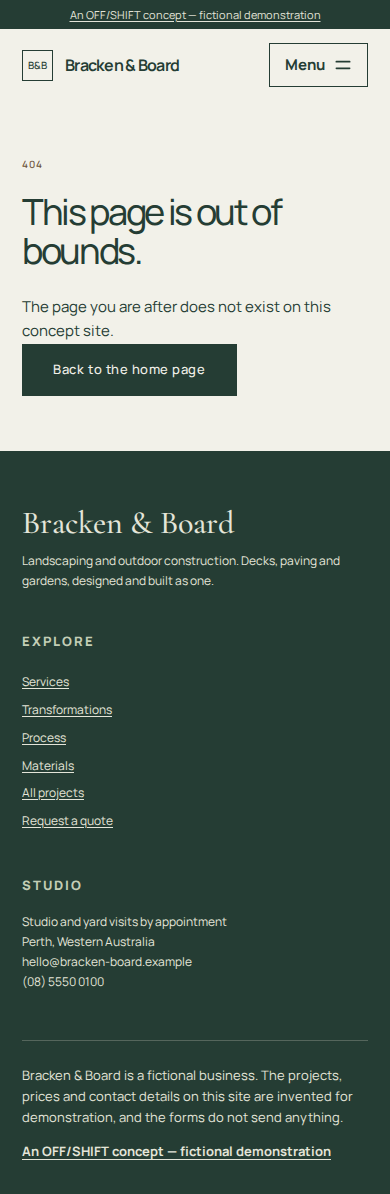 An OFF/SHIFT concept — fictional demonstration
B&B
Bracken & Board
Menu
404
This page is out of
bounds.
The page you are after does not exist on this
concept site.
Back to the home page
Bracken & Board
Landscaping and outdoor construction. Decks, paving and
gardens, designed and built as one.
EXPLORE
Services
Transformations
Process
Materials
All projects
Request a quote
STUDIO
Studio and yard visits by appointment
Perth, Western Australia
hello@bracken-board.example
(08) 5550 0100
Bracken & Board is a fictional business. The projects,
prices and contact details on this site are invented for
demonstration, and the forms do not send anything.
An OFF/SHIFT concept — fictional demonstration